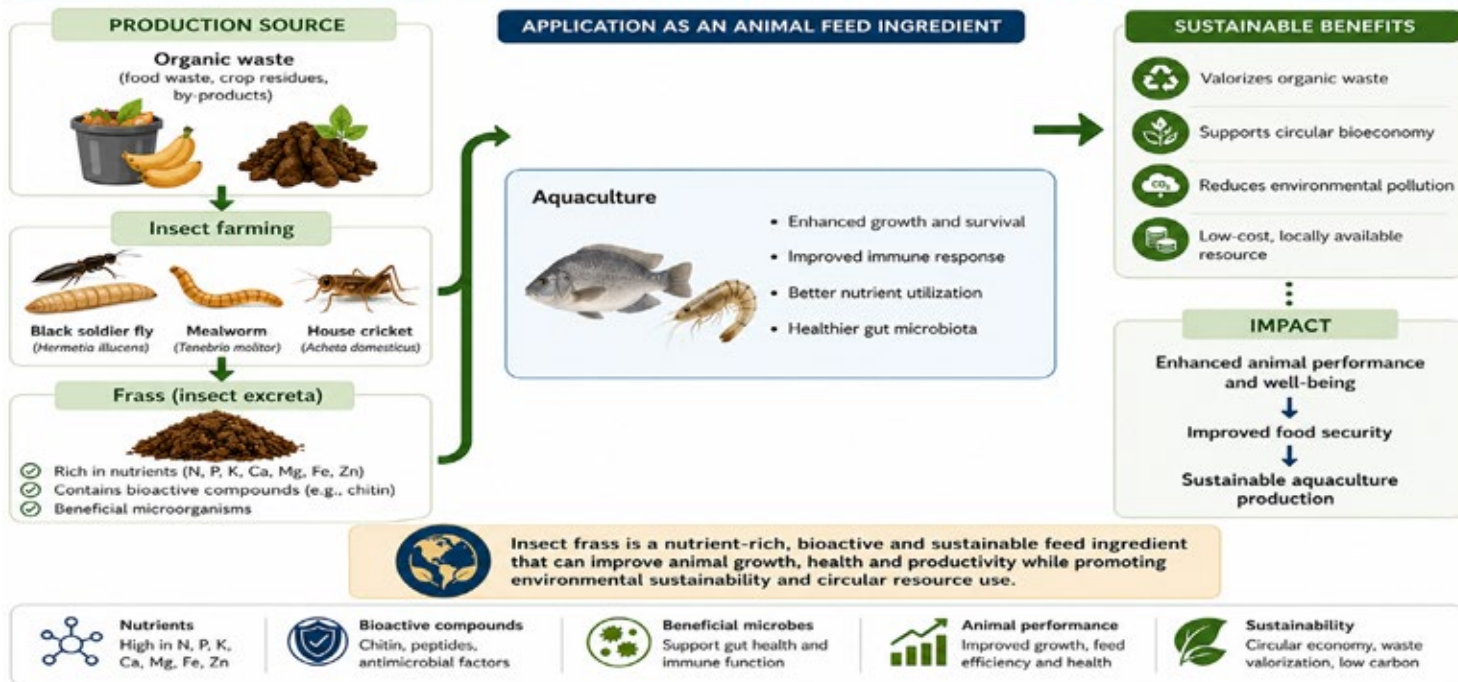 PRODUCTION SOURCE
Organic waste
(food waste, crop residues,
by-products)
Insect farming
Black soldier fly
(Hermetia illucens)
Mealworm
(Tenebrio molitor)
House cricket
(Acheta domesticus)
Frass (insect excreta)
Rich in nutrients (N, P, K, Ca, Mg, Fe, Zn)
Contains bioactive compounds (e.g., chitin)
Beneficial microorganisms
APPLICATION AS AN ANIMAL FEED INGREDIENT
Aquaculture
• Enhanced growth and survival
• Improved immune response
• Better nutrient utilization
• Healthier gut microbiota
SUSTAINABLE BENEFITS
Valorizes organic waste
Supports circular bioeconomy
CO₂
Reduces environmental pollution
Low-cost, locally available
resource
IMPACT
Enhanced animal performance
and well-being
Improved food security
Sustainable aquaculture
production
Insect frass is a nutrient-rich, bioactive and sustainable feed ingredient
that can improve animal growth, health and productivity while promoting
environmental sustainability and circular resource use.
Nutrients
High in N, P, K,
Ca, Mg, Fe, Zn
Bioactive compounds
Chitin, peptides,
antimicrobial factors
Beneficial microbes
Support gut health and
immune function
Animal performance
Improved growth, feed
efficiency and health
Sustainability
Circular economy, waste
valorization, low carbon